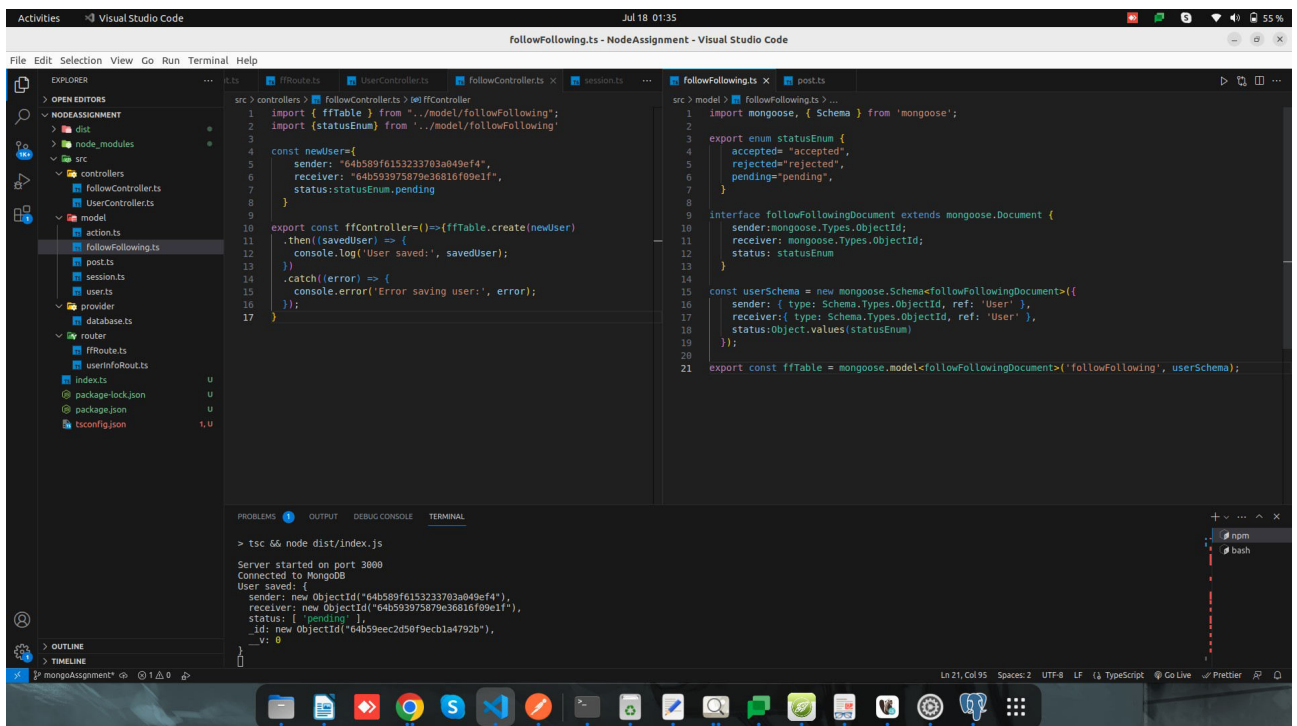 Activities Visual Studio Code Jul 18 01:35 55 %
followFollowing.ts - NodeAssignment - Visual Studio Code
File Edit Selection View Go Run Terminal Help
EXPLORER
OPEN EDITORS
NODEASSIGNMENT
dist
node_modules
src
controllers
followController.ts
UserController.ts
model
action.ts
followFollowing.ts
post.ts
session.ts
user.ts
provider
database.ts
router
ffRoute.ts
userInfoRout.ts
index.ts U
package-lock.json U
package.json U
tsconfig.json 1, U
OUTLINE
TIMELINE
1K+
it.ts ffRoute.ts UserController.ts followController.ts session.ts
src > controllers > followController.ts > ffController
1 import { ffTable } from "../model/followFollowing";
2 import {statusEnum} from '../model/followFollowing'
3
4 const newUser={
5 sender: "64b589f6153233703a049ef4",
6 receiver: "64b593975879e36816f09e1f",
7 status:statusEnum.pending
8 }
9
10 export const ffController=()=>{ffTable.create(newUser)
11 .then((savedUser) => {
12 console.log('User saved:', savedUser);
13 })
14 .catch((error) => {
15 console.error('Error saving user:', error);
16 });
17 }
followFollowing.ts post.ts
src > model > followFollowing.ts > ...
1 import mongoose, { Schema } from 'mongoose';
2
3 export enum statusEnum {
4 accepted= "accepted",
5 rejected="rejected",
6 pending="pending",
7 }
8
9 interface followFollowingDocument extends mongoose.Document {
10 sender:mongoose.Types.ObjectId;
11 receiver: mongoose.Types.ObjectId;
12 status: statusEnum
13 }
14
15 const userSchema = new mongoose.Schema<followFollowingDocument>({
16 sender: { type: Schema.Types.ObjectId, ref: 'User' },
17 receiver:{ type: Schema.Types.ObjectId, ref: 'User' },
18 status:Object.values(statusEnum)
19 });
20
21 export const ffTable = mongoose.model<followFollowingDocument>('followFollowing', userSchema);
PROBLEMS 1 OUTPUT DEBUG CONSOLE TERMINAL
> tsc && node dist/index.js
Server started on port 3000
Connected to MongoDB
User saved: {
sender: new ObjectId("64b589f6153233703a049ef4"),
receiver: new ObjectId("64b593975879e36816f09e1f"),
status: [ 'pending' ],
_id: new ObjectId("64b59eec2d50f9ecb1a4792b"),
__v: 0
}
npm
bash
mongoAssgnment* 1 0 Ln 21, Col 95 Spaces: 2 UTF-8 LF TypeScript Go Live Prettier